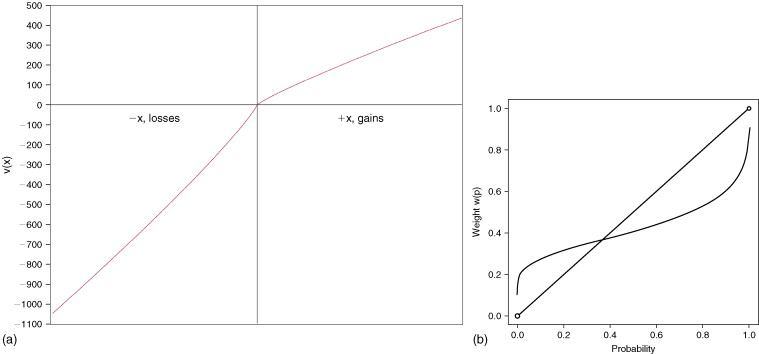 500
400
300
200
100
0
−100
−200
−300
−400
−500
−600
−700
−800
−900
−1000
−1100
v(x)
−x, losses
+x, gains
(a)
1.0
0.8
0.6
0.4
0.2
0.0
Weight w(p)
0.0 0.2 0.4 0.6 0.8 1.0
Probability
(b)